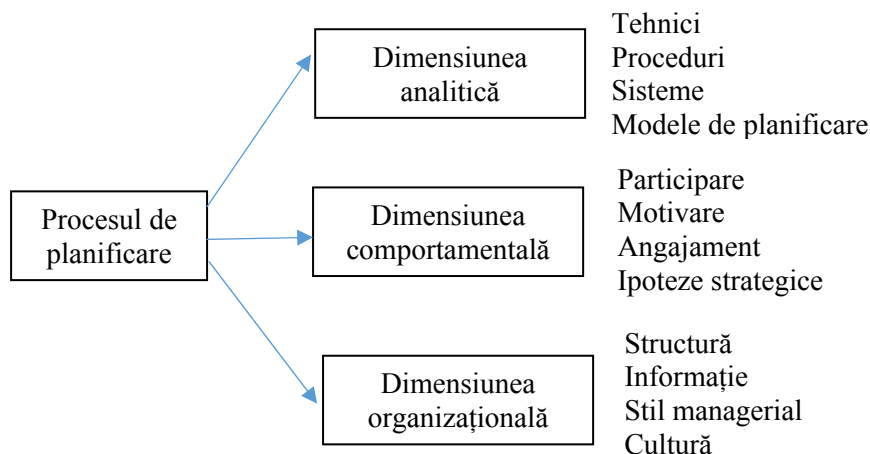 Procesul de
planificare
Dimensiunea
analitică
Tehnici
Proceduri
Sisteme
Modele de planificare
Dimensiunea
comportamentală
Participare
Motivare
Angajament
Ipoteze strategice
Dimensiunea
organizațională
Structură
Informație
Stil managerial
Cultură